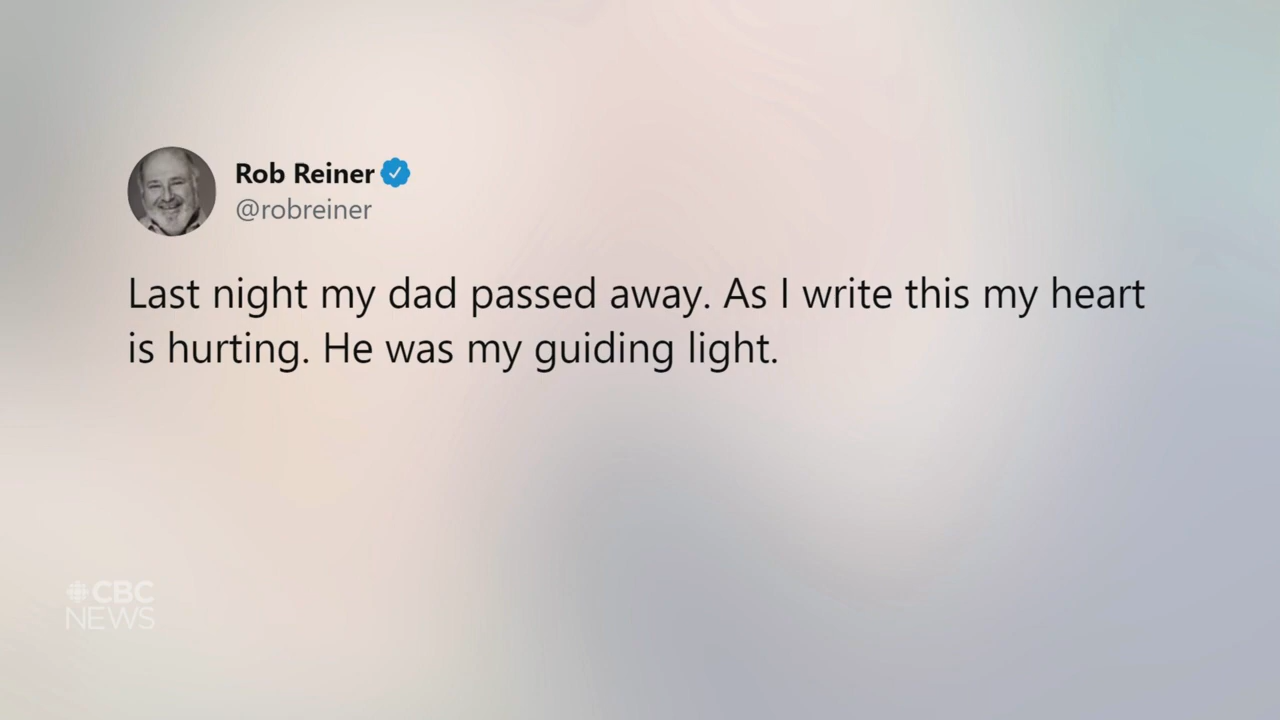 Rob Reiner
@robreiner
Last night my dad passed away. As I write this my heart
is hurting. He was my guiding light.
CBC
NEWS